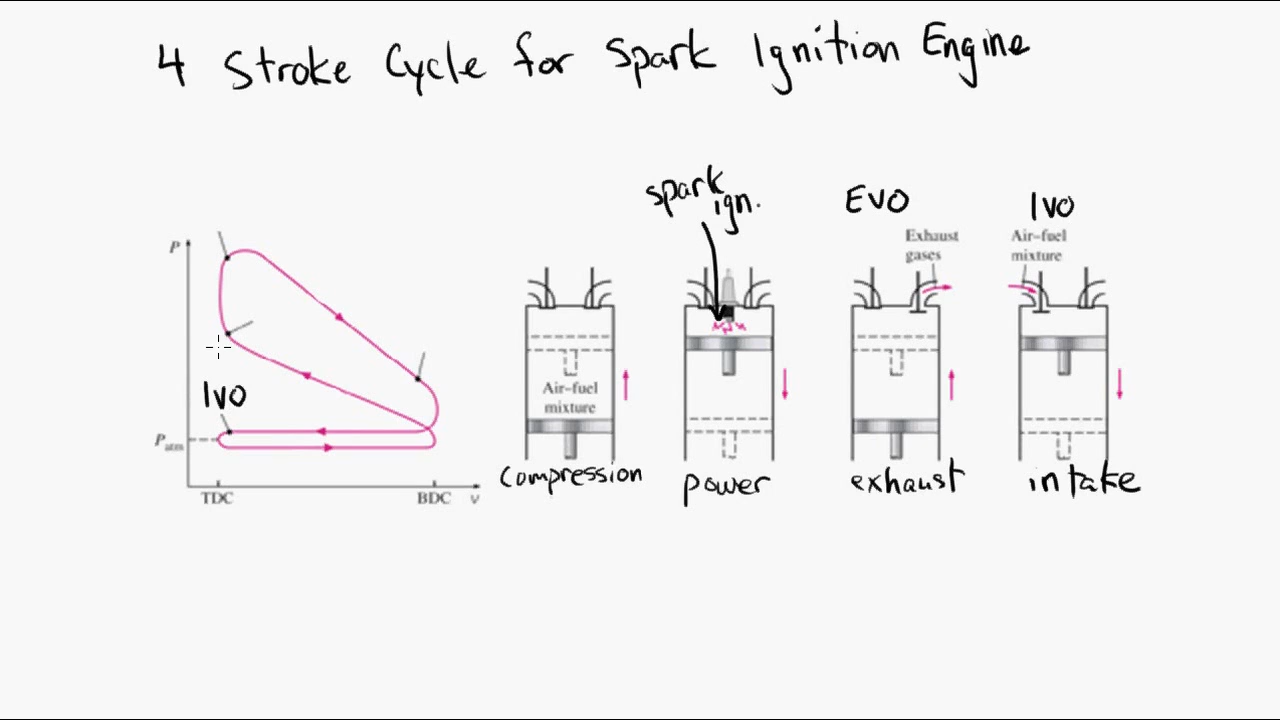 4 Stroke Cycle for Spark Ignition Engine
spark
ign.
EVO
IVO
Exhaust
gases
Air–fuel
mixture
P
IVO
Patm
TDC
BDC
v
Air–fuel
mixture
compression
power
exhaust
intake